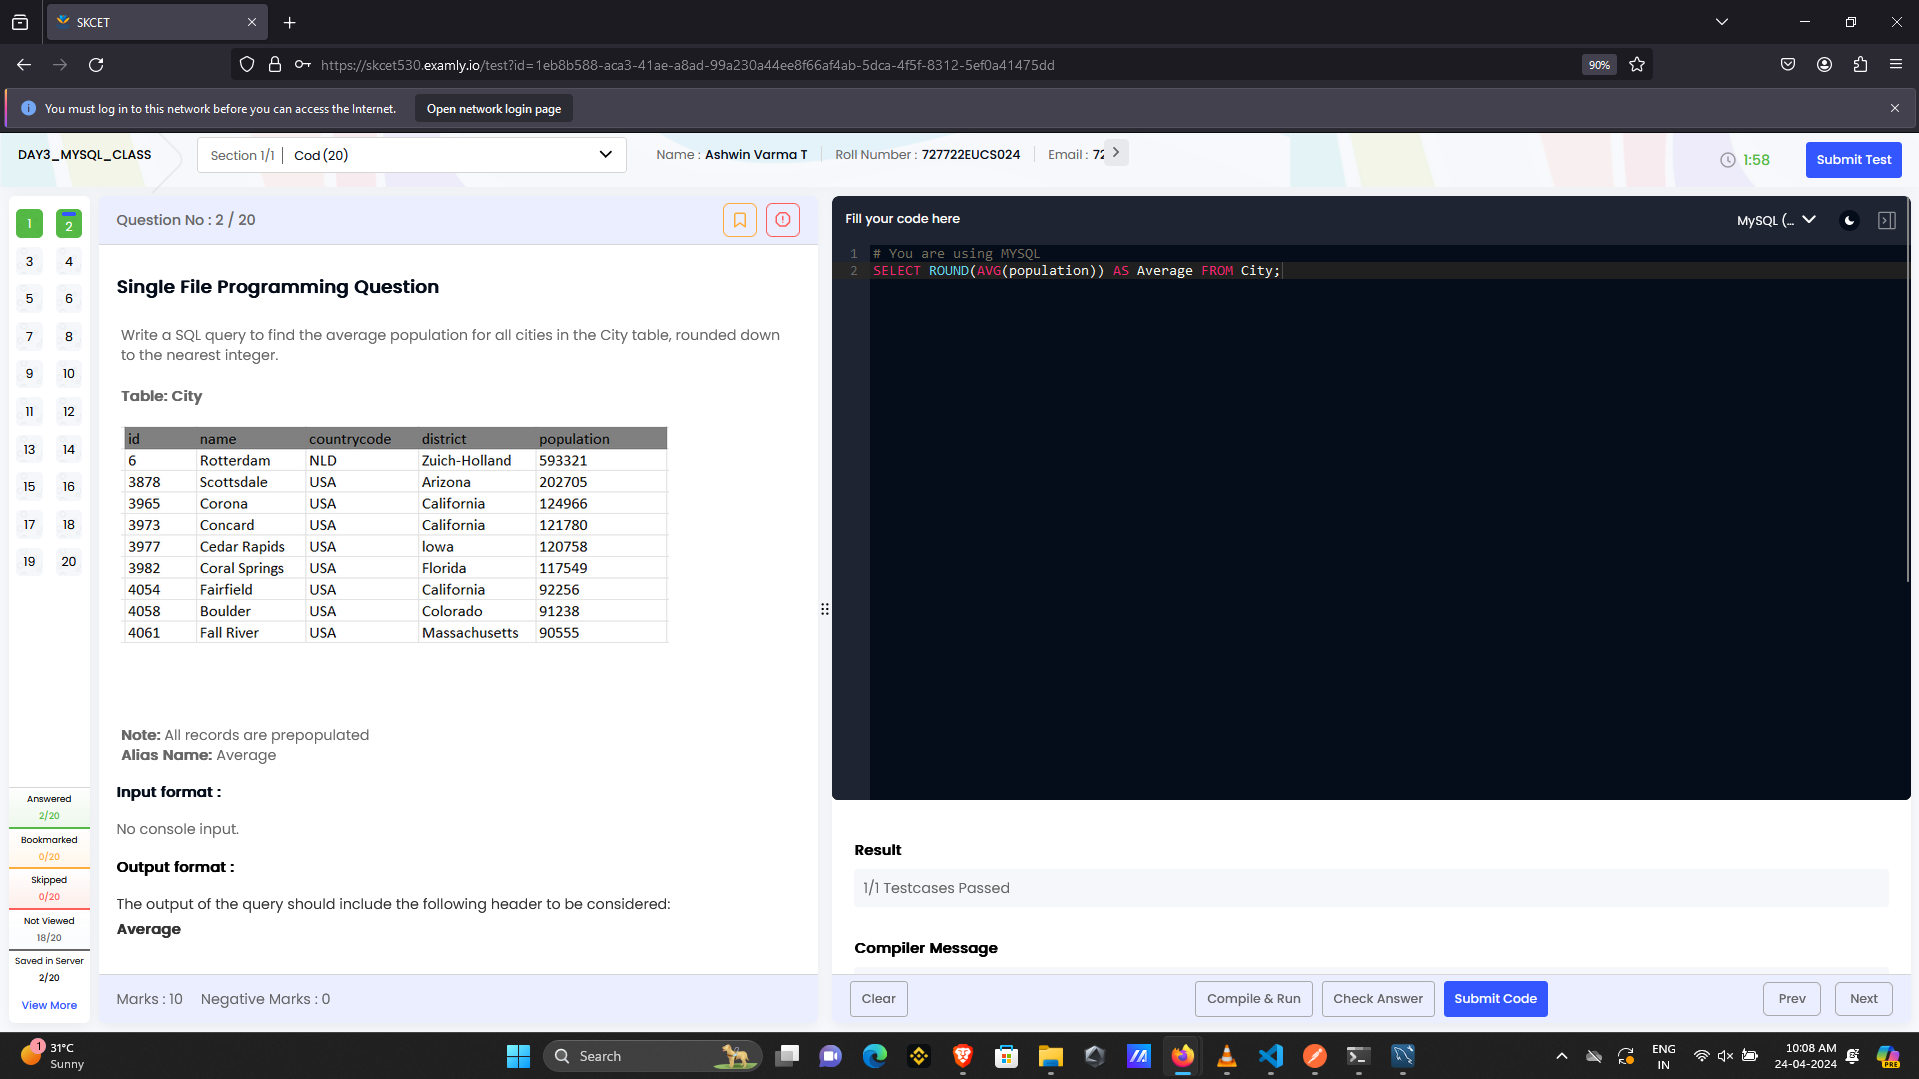 SKCET
https://skcet530.examly.io/test?id=1eb8b588-aca3-41ae-a8ad-99a230a44ee8f66af4ab-5dca-4f5f-8312-5ef0a41475dd
90%
You must log in to this network before you can access the Internet.
Open network login page
DAY3_MYSQL_CLASS
Section 1/1 | Cod (20)
Name : Ashwin Varma T
Roll Number : 727722EUCS024
Email : 72
1:58
Submit Test
1 2
3 4
5 6
7 8
9 10
11 12
13 14
15 16
17 18
19 20
Answered
2/20
Bookmarked
0/20
Skipped
0/20
Not Viewed
18/20
Saved in Server
2/20
View More
Question No : 2 / 20
Single File Programming Question
Write a SQL query to find the average population for all cities in the City table, rounded down
to the nearest integer.
Table: City
id name countrycode district population
6 Rotterdam NLD Zuich-Holland 593321
3878 Scottsdale USA Arizona 202705
3965 Corona USA California 124966
3973 Concard USA California 121780
3977 Cedar Rapids USA lowa 120758
3982 Coral Springs USA Florida 117549
4054 Fairfield USA California 92256
4058 Boulder USA Colorado 91238
4061 Fall River USA Massachusetts 90555
Note: All records are prepopulated
Alias Name: Average
Input format :
No console input.
Output format :
The output of the query should include the following header to be considered:
Average
Marks : 10 Negative Marks : 0
Fill your code here
MySQL (...
1 # You are using MYSQL
2 SELECT ROUND(AVG(population)) AS Average FROM City;
Result
1/1 Testcases Passed
Compiler Message
Clear
Compile & Run
Check Answer
Submit Code
Prev
Next
1
31°C
Sunny
Search
ENG
IN
10:08 AM
24-04-2024
PRE